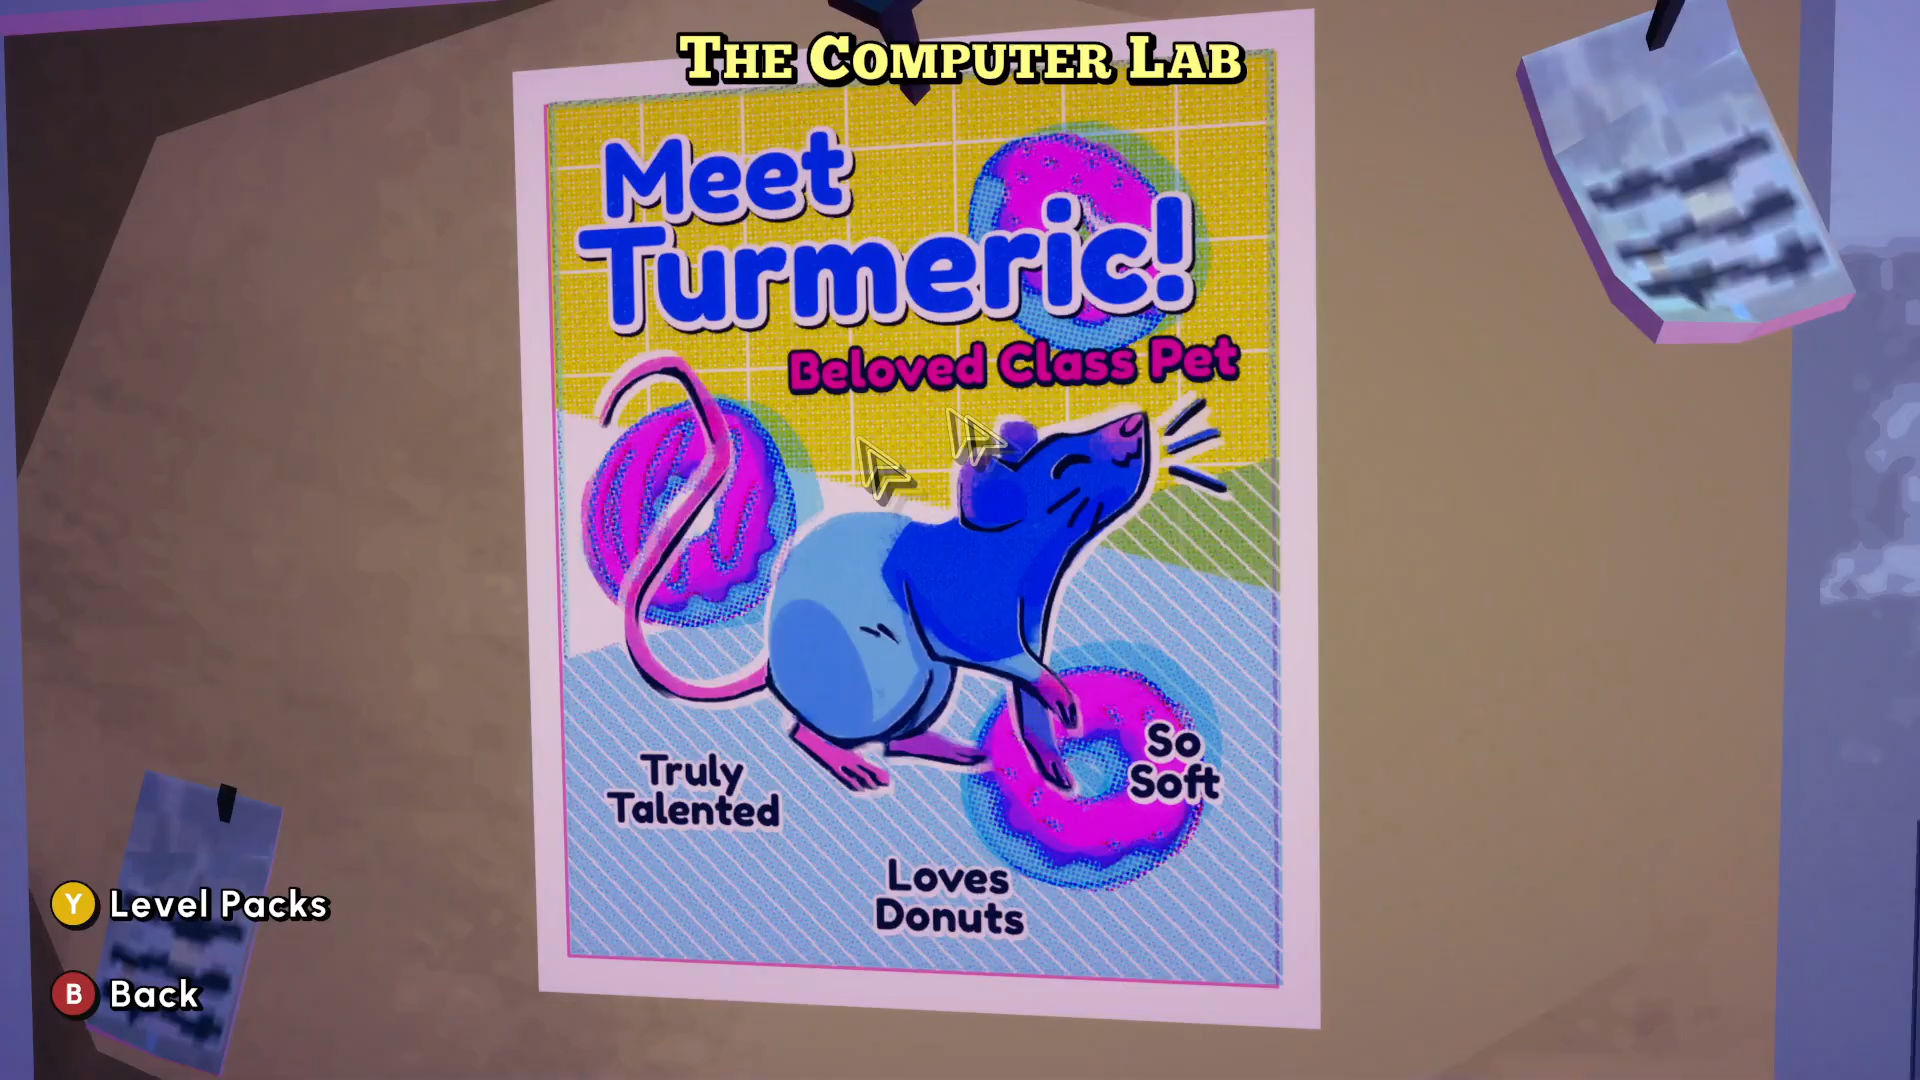 The Computer Lab
Meet
Turmeric!
Beloved Class Pet
Truly
Talented
So
Soft
Loves
Donuts
Y Level Packs
B Back